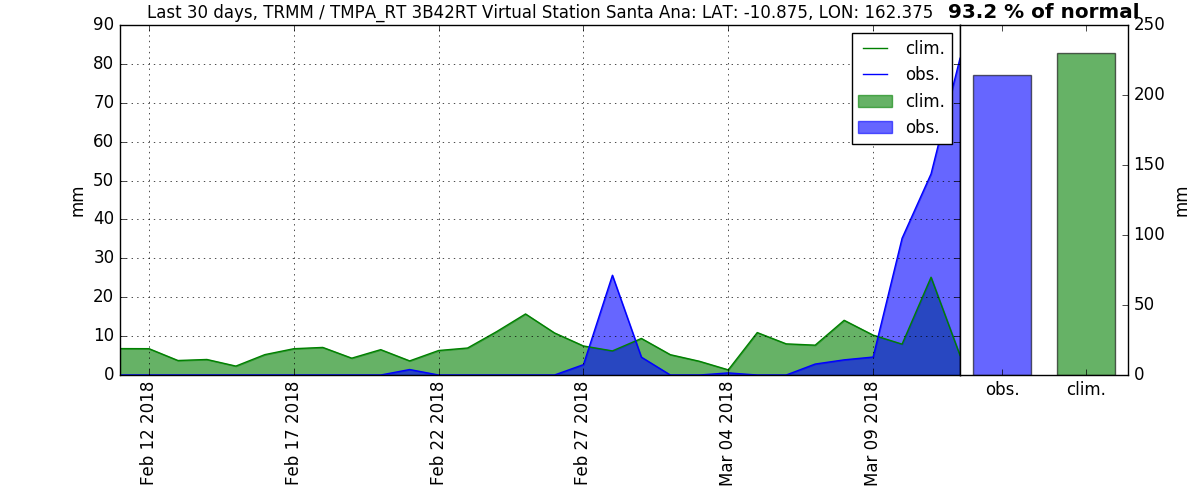 Last 30 days, TRMM / TMPA_RT 3B42RT Virtual Station Santa Ana: LAT: -10.875, LON: 162.375 93.2 % of normal
90
80
70
60
50
40
30
20
10
0
mm
clim.
obs.
clim.
obs.
Feb 12 2018
Feb 17 2018
Feb 22 2018
Feb 27 2018
Mar 04 2018
Mar 09 2018
250
200
150
100
50
0
mm
obs. clim.